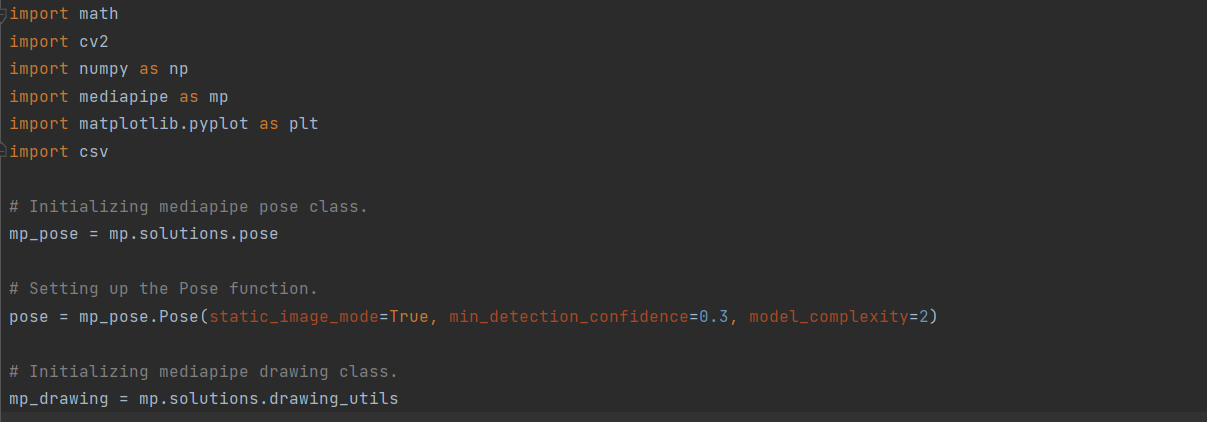 import math
import cv2
import numpy as np
import mediapipe as mp
import matplotlib.pyplot as plt
import csv
# Initializing mediapipe pose class.
mp_pose = mp.solutions.pose
# Setting up the Pose function.
pose = mp_pose.Pose(static_image_mode=True, min_detection_confidence=0.3, model_complexity=2)
# Initializing mediapipe drawing class.
mp_drawing = mp.solutions.drawing_utils